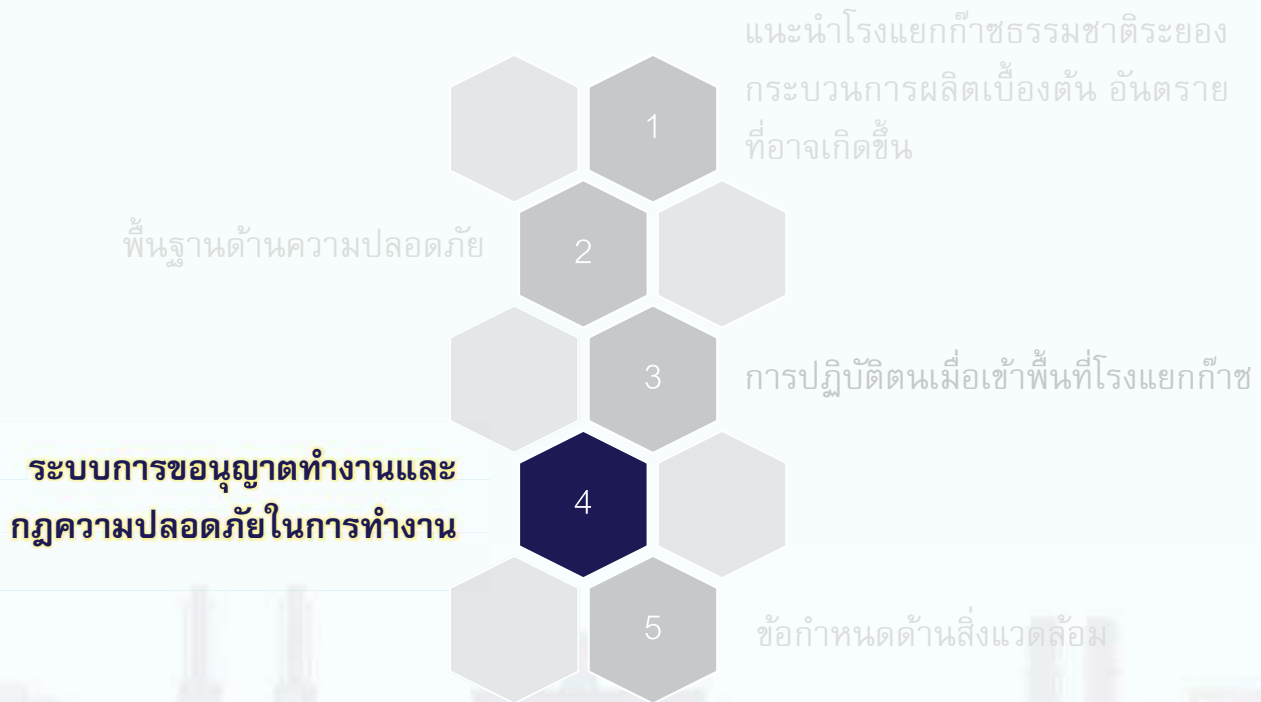 แนะนำโรงแยกก๊าซธรรมชาติระยอง
กระบวนการผลิตเบื้องต้น อันตราย
ที่อาจเกิดขึ้น
1
พื้นฐานด้านความปลอดภัย
2
3
การปฏิบัติตนเมื่อเข้าพื้นที่โรงแยกก๊าซ
ระบบการขอนุญาตทำงานและ
กฎความปลอดภัยในการทำงาน
4
5
ข้อกำหนดด้านสิ่งแวดล้อม